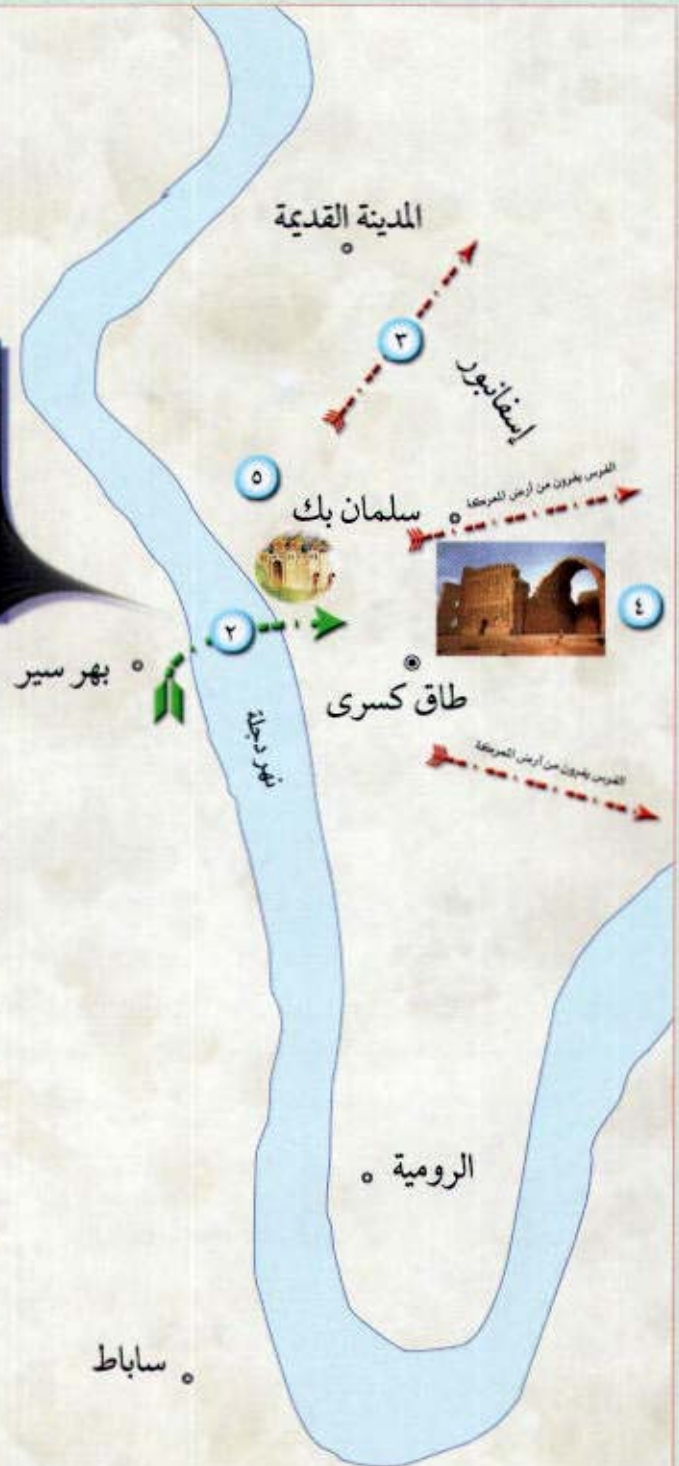 المدينة القديمة
٣
إسفانبور
٥
سلمان بك
الفرس يفرون من أرض المعركة
٤
٢
بهر سير
طاق كسرى
نهر دجلة
الفرس يفرون من أرض المعركة
الرومية
ساباط